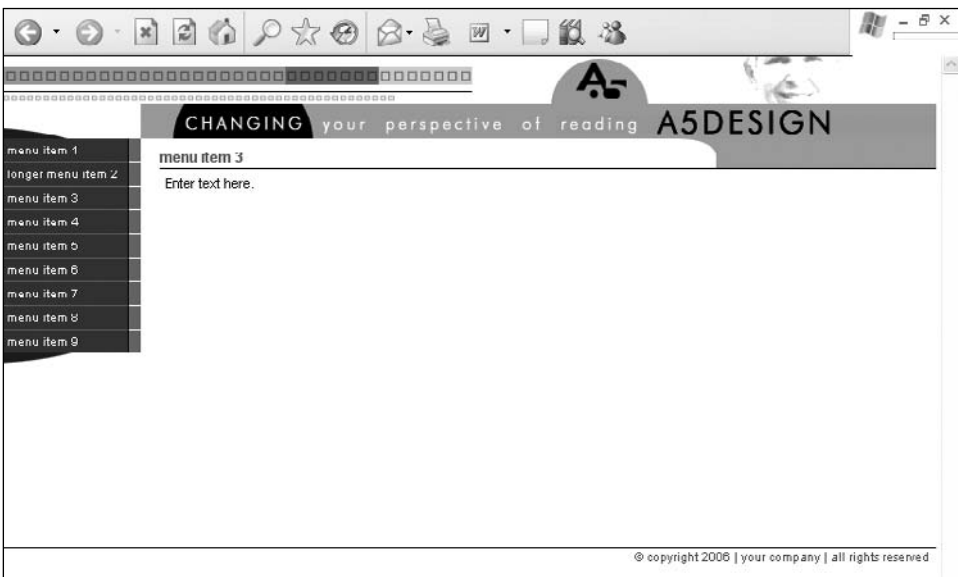 W
A5
CHANGING your perspective of reading A5DESIGN
menu item 3
Enter text here.
menu item 1
longer menu item 2
menu item 3
menu item 4
menu item 5
menu item 6
menu item 7
menu item 8
menu item 9
© copyright 2006 | your company | all rights reserved